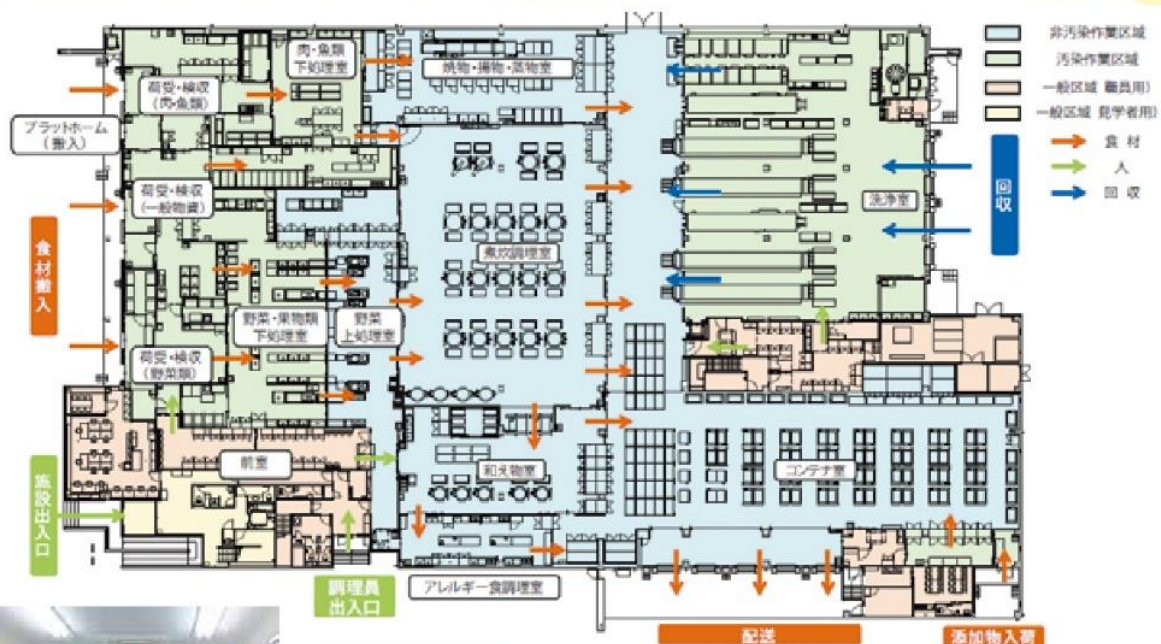 肉・魚類
下処理室
焼物・揚物・蒸物室
荷受・検収
(肉・魚類)
プラットホーム
(搬入)
荷受・検収
(一般物資)
煮炊調理室
洗浄室
回収
食材搬入
野菜・果物類
下処理室
野菜
上処理室
荷受・検収
(野菜類)
前室
和え物室
コンテナ室
施設出入口
調理員
出入口
アレルギー食調理室
配送
添加物入荷
非汚染作業区域
汚染作業区域
一般区域 職員用)
一般区域 見学者用)
食材
人
回収